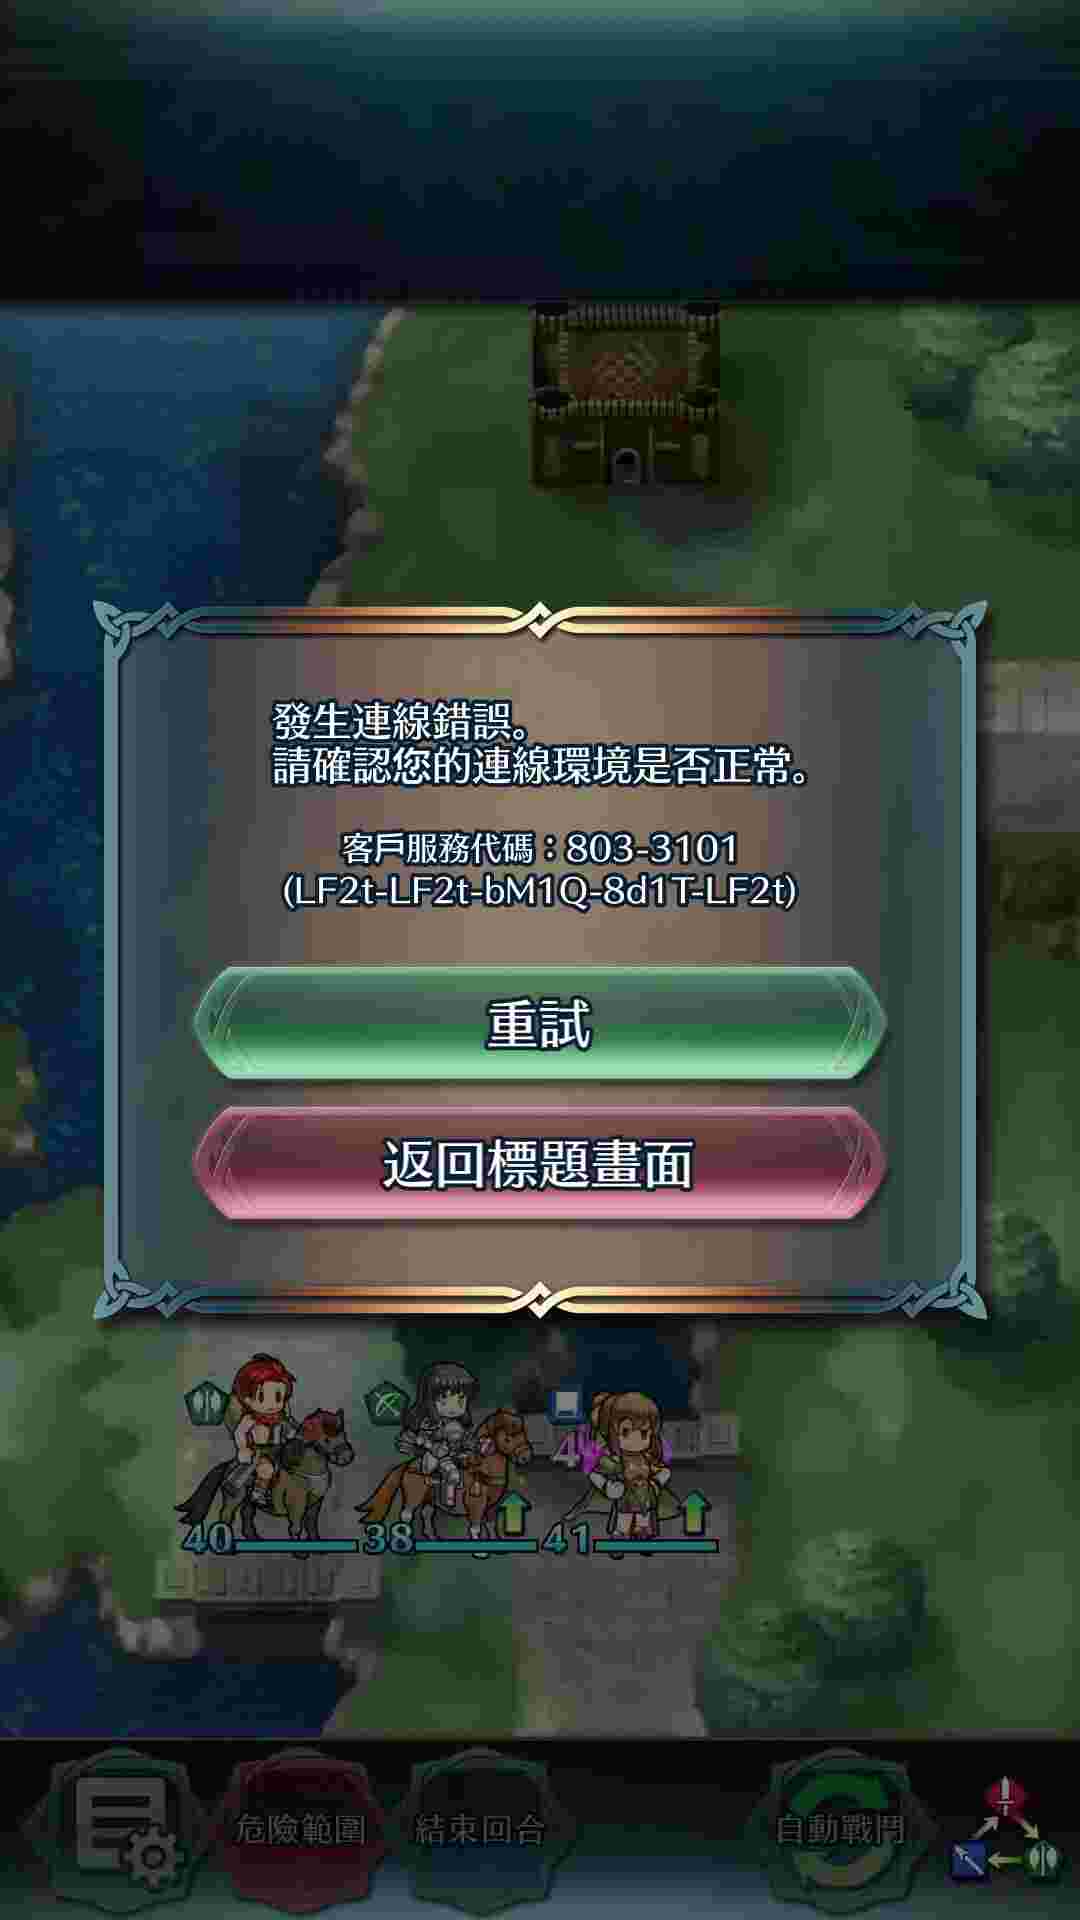 發生連線錯誤。
請確認您的連線環境是否正常。
客戶服務代碼：803-3101
(LF2t-LF2t-bM1Q-8d1T-LF2t)
重試
返回標題畫面
4
40
38
41
危險範圍
結束回合
自動戰鬥